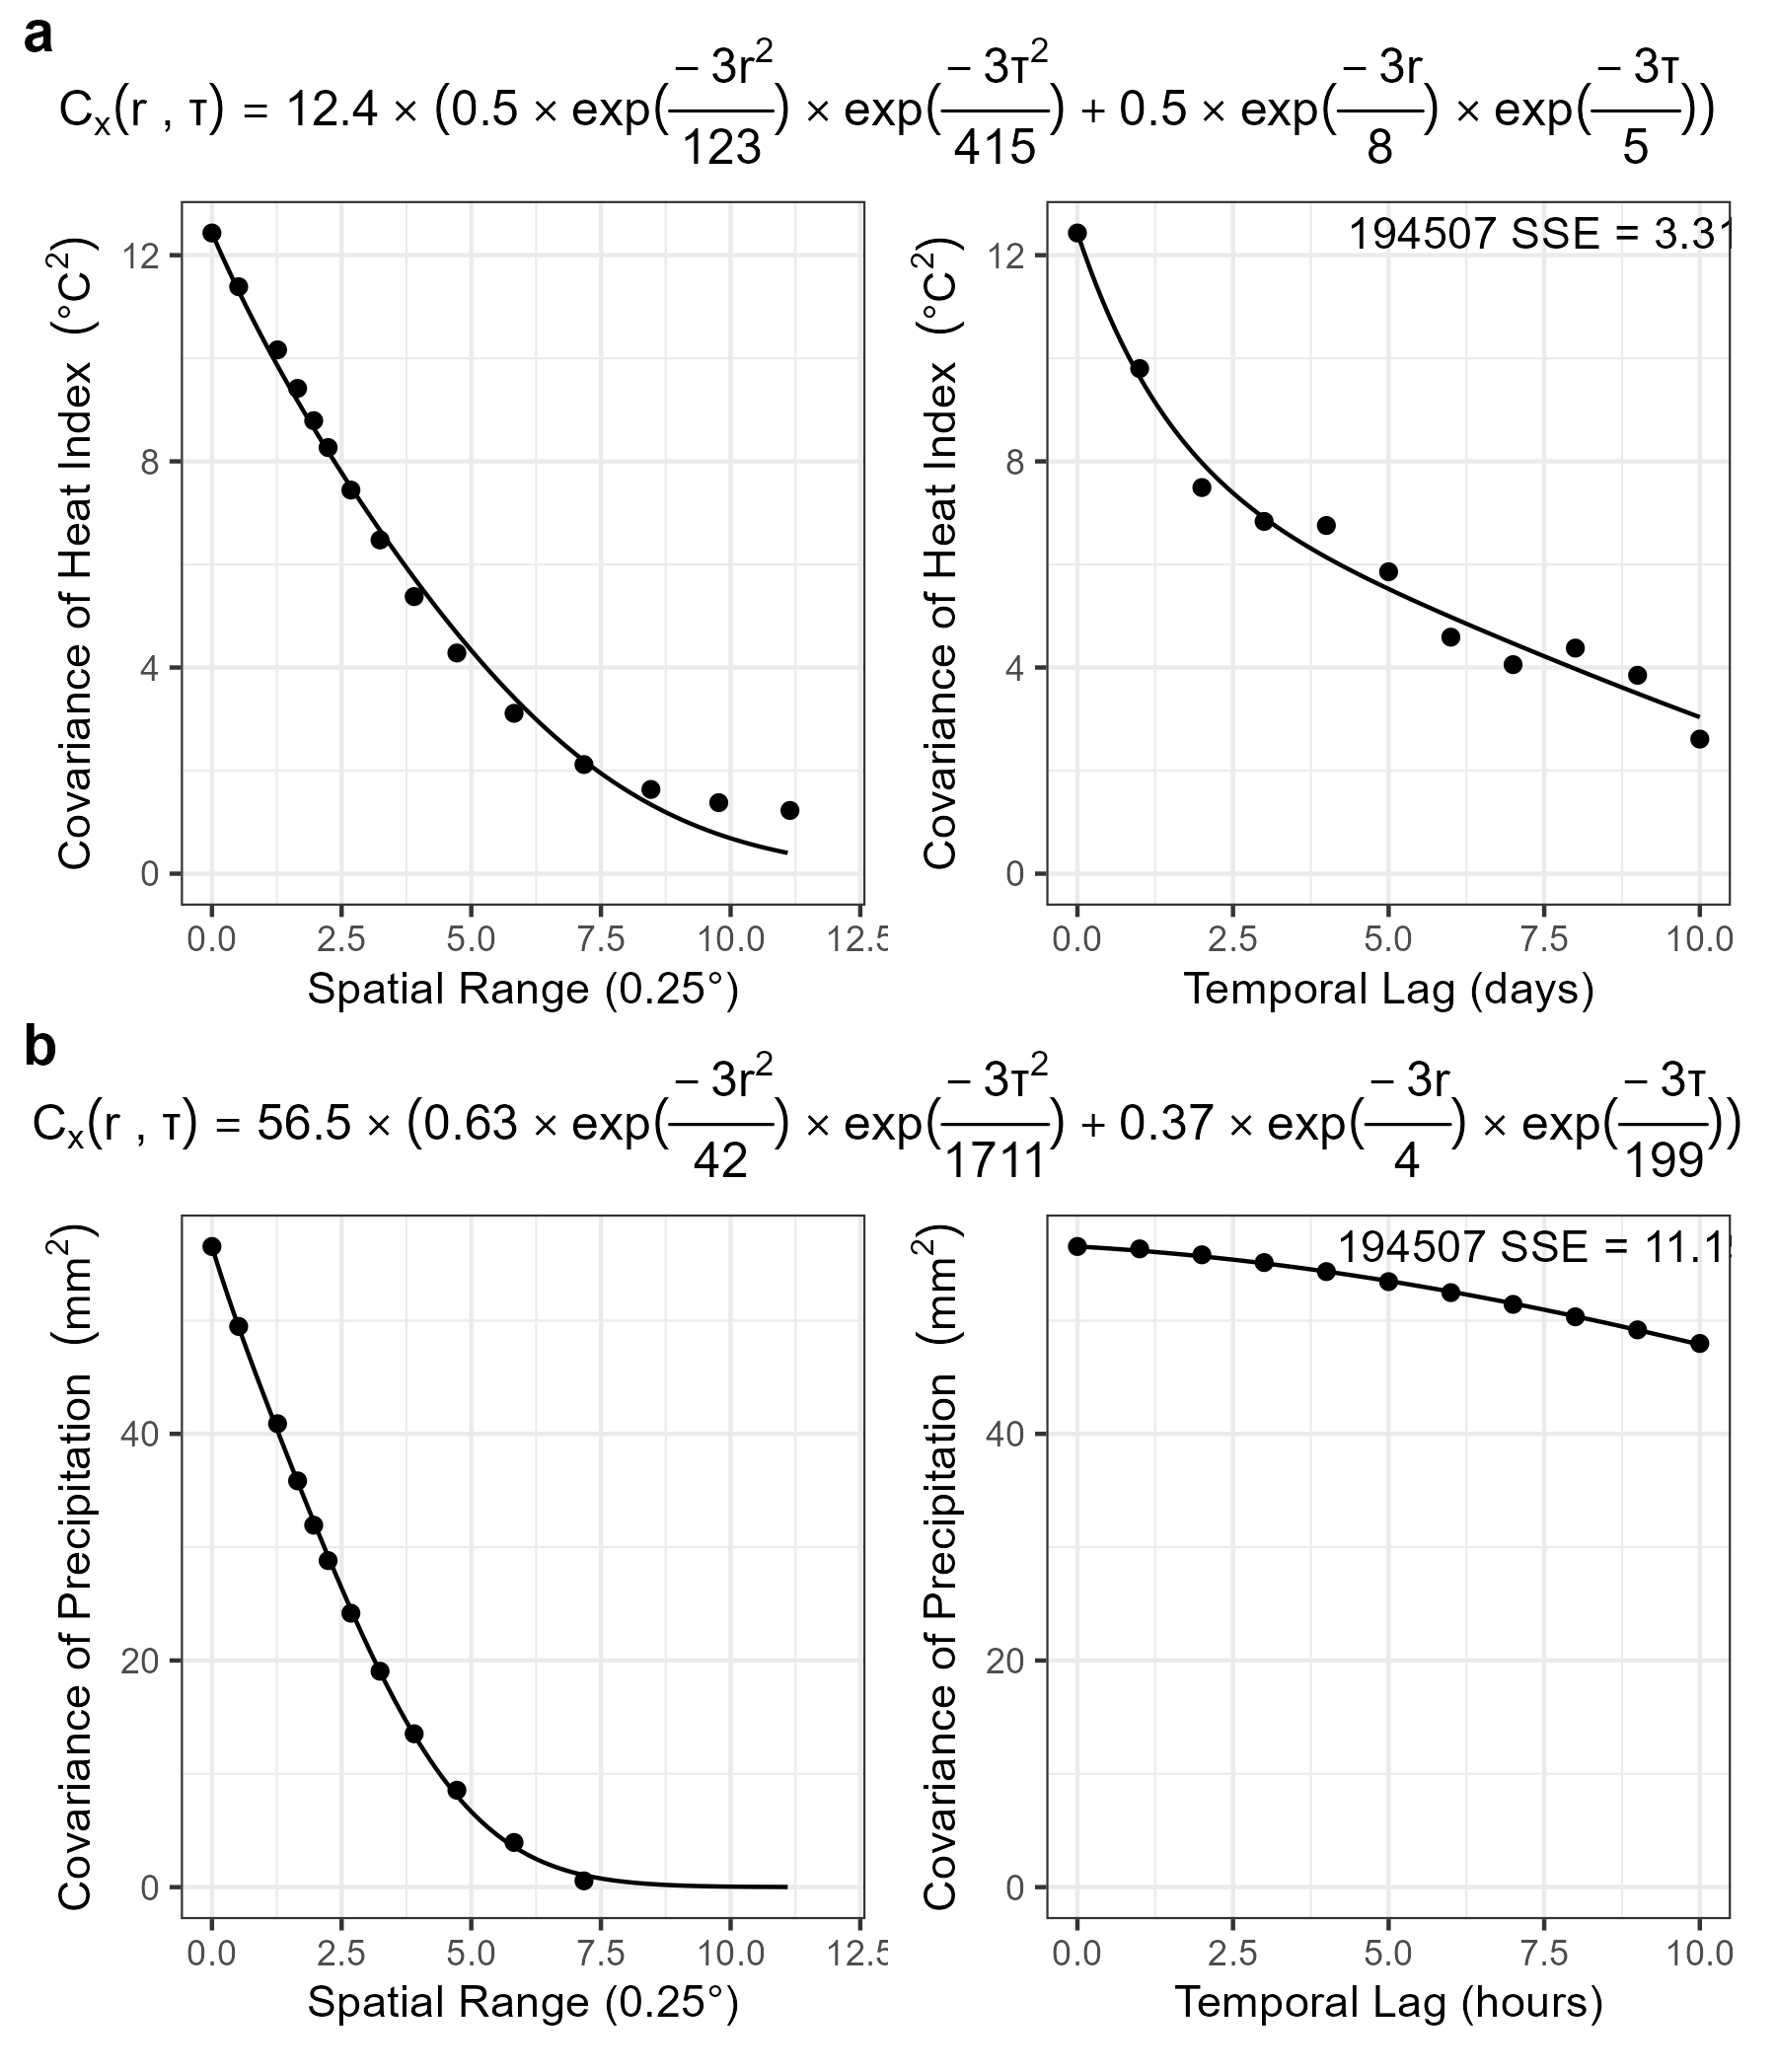 a
Cₓ(r , τ) = 12.4 × (0.5 × exp(− 3r²/123) × exp(− 3τ²/415) + 0.5 × exp(− 3r/8) × exp(− 3τ/5))
Covariance of Heat Index (°C²)
12
8
4
0
0.0 2.5 5.0 7.5 10.0 12.5
Spatial Range (0.25°)
194507 SSE = 3.31
Covariance of Heat Index (°C²)
12
8
4
0
0.0 2.5 5.0 7.5 10.0
Temporal Lag (days)
b
Cₓ(r , τ) = 56.5 × (0.63 × exp(− 3r²/42) × exp(− 3τ²/1711) + 0.37 × exp(− 3r/4) × exp(− 3τ/199))
Covariance of Precipitation (mm²)
40
20
0
0.0 2.5 5.0 7.5 10.0 12.5
Spatial Range (0.25°)
194507 SSE = 11.1
Covariance of Precipitation (mm²)
40
20
0
0.0 2.5 5.0 7.5 10.0
Temporal Lag (hours)